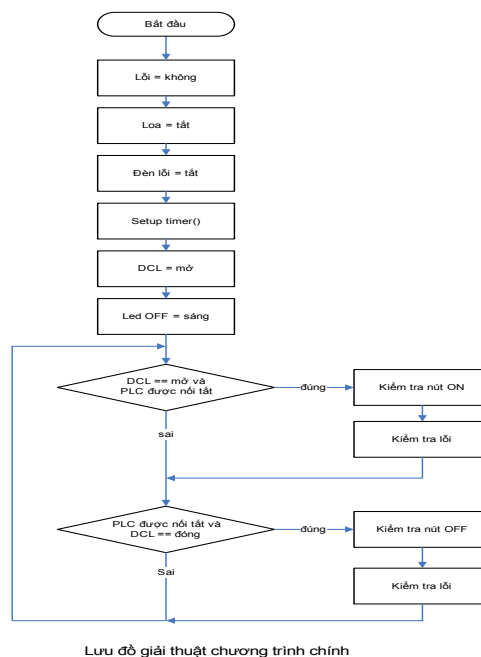 Bắt đầu
Lỗi = không
Loa = tắt
Đèn lỗi = tắt
Setup timer()
DCL = mở
Led OFF = sáng
DCL == mở và
PLC được nối tắt
đúng
Kiểm tra nút ON
Kiểm tra lỗi
sai
PLC được nối tắt và
DCL == đóng
đúng
Kiểm tra nút OFF
Kiểm tra lỗi
Sai
Lưu đồ giải thuật chương trình chính